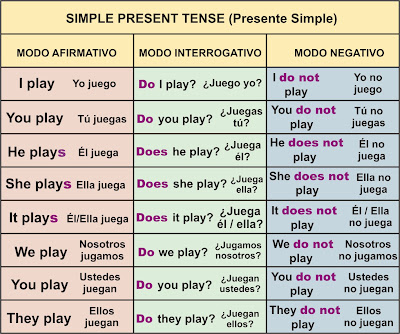 SIMPLE PRESENT TENSE (Presente Simple)
MODO AFIRMATIVO
MODO INTERROGATIVO
MODO NEGATIVO
I play
Yo juego
Do I play?
¿Juego yo?
I do not
play
Yo no
juego
You play
Tú juegas
Do you play?
¿Juegas
tú?
You do not
play
Tú no
juegas
He plays
Él juega
Does he play?
¿Juega
él?
He does not
play
Él no
juega
She plays
Ella juega
Does she play?
¿Juega
ella?
She does not
play
Ella no
juega
It plays
Él/Ella juega
Does it play?
¿Juega
él / ella?
It does not
play
Él / Ella
no juega
We play
Nosotros
jugamos
Do we play?
¿Jugamos
nosotros?
We do not
play
Nosotros
no jugamos
You play
Ustedes
juegan
Do you play?
¿Juegan
ustedes?
You do not
play
Ustedes
no juegan
They play
Ellos
juegan
Do they play?
¿Juegan
ellos?
They do not
play
Ellos
no juegan